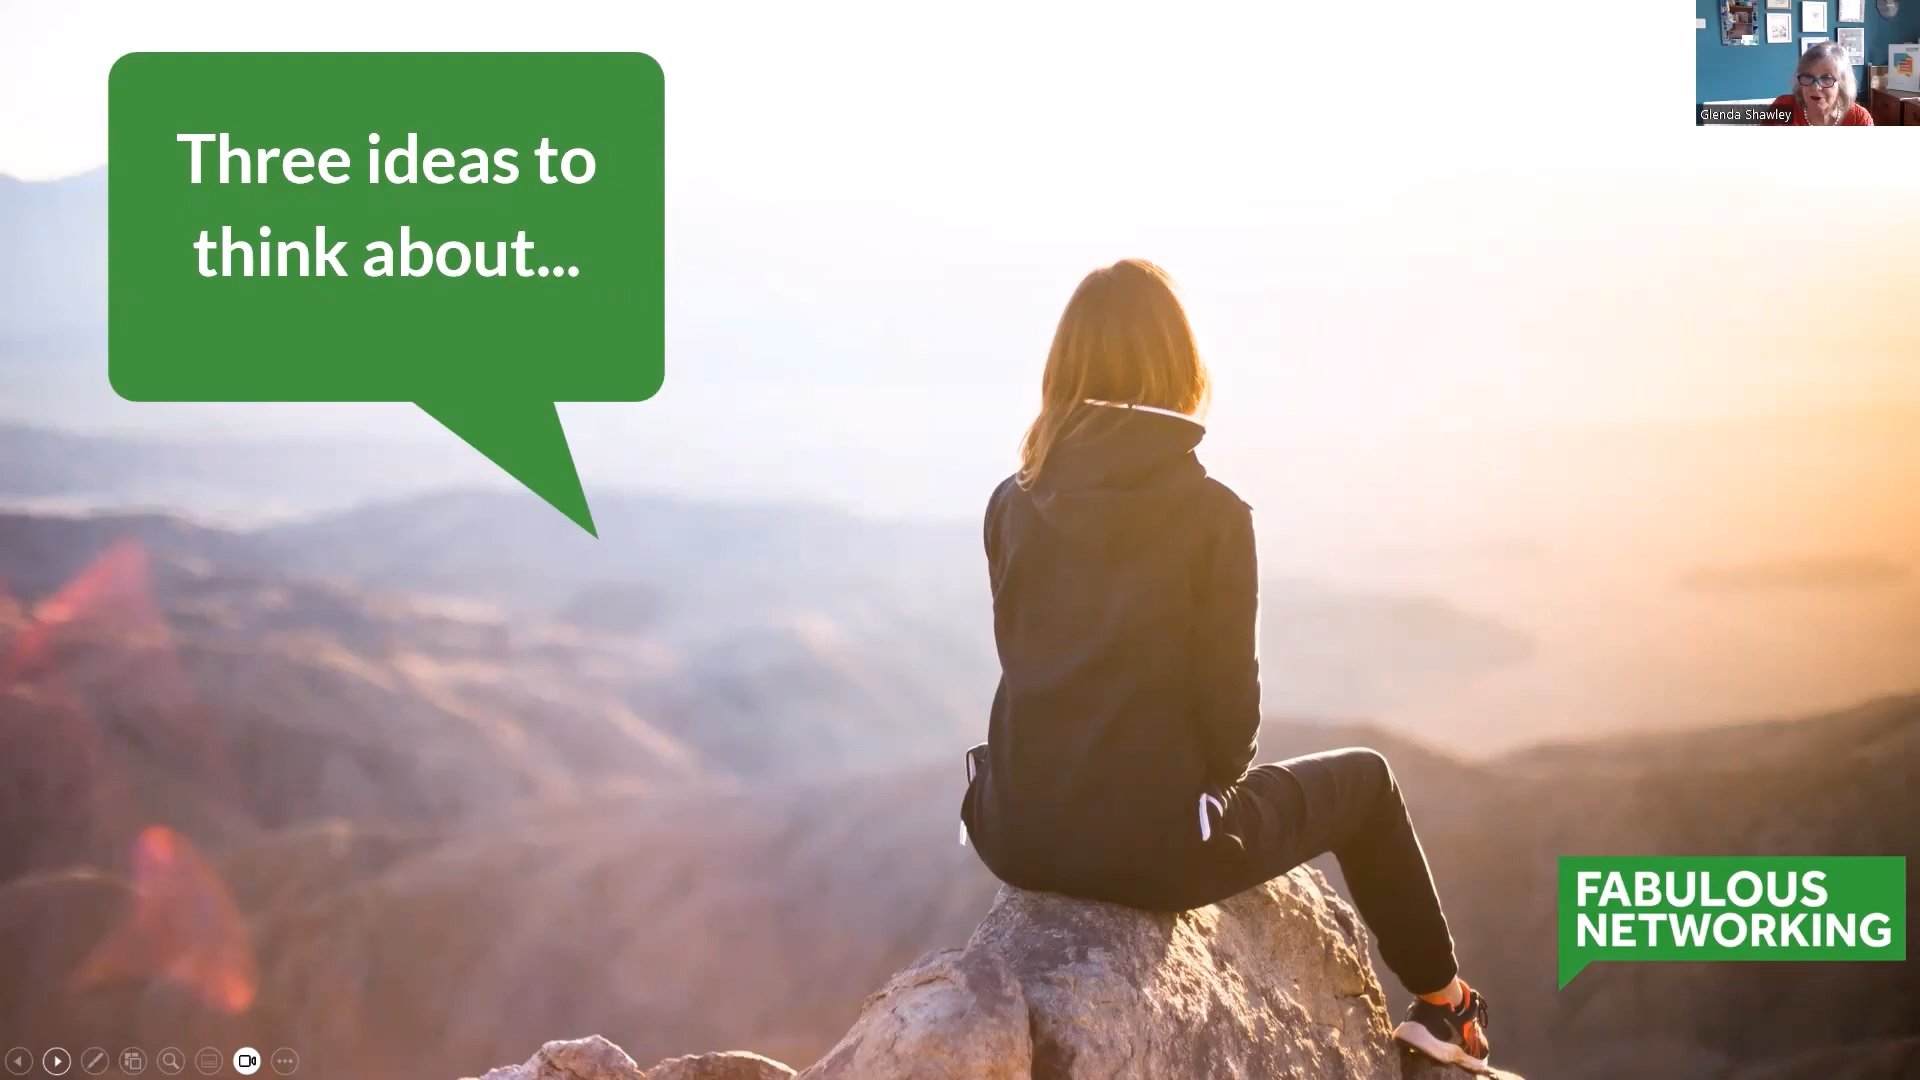 Three ideas to
think about...
Glenda Shawley
FABULOUS
NETWORKING